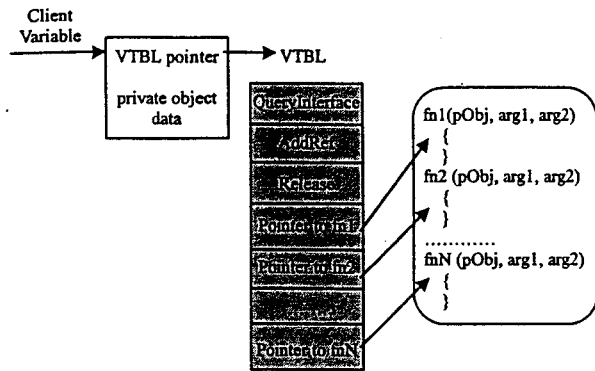 Client
Variable
VTBL pointer
private object
data
VTBL
QueryInterface
AddRef
Release
Pointer to fn1
Pointer to fn2
Pointer to fnN
fn1(pObj, arg1, arg2)
{
}
fn2 (pObj, arg1, arg2)
{
}
............
fnN (pObj, arg1, arg2)
{
}